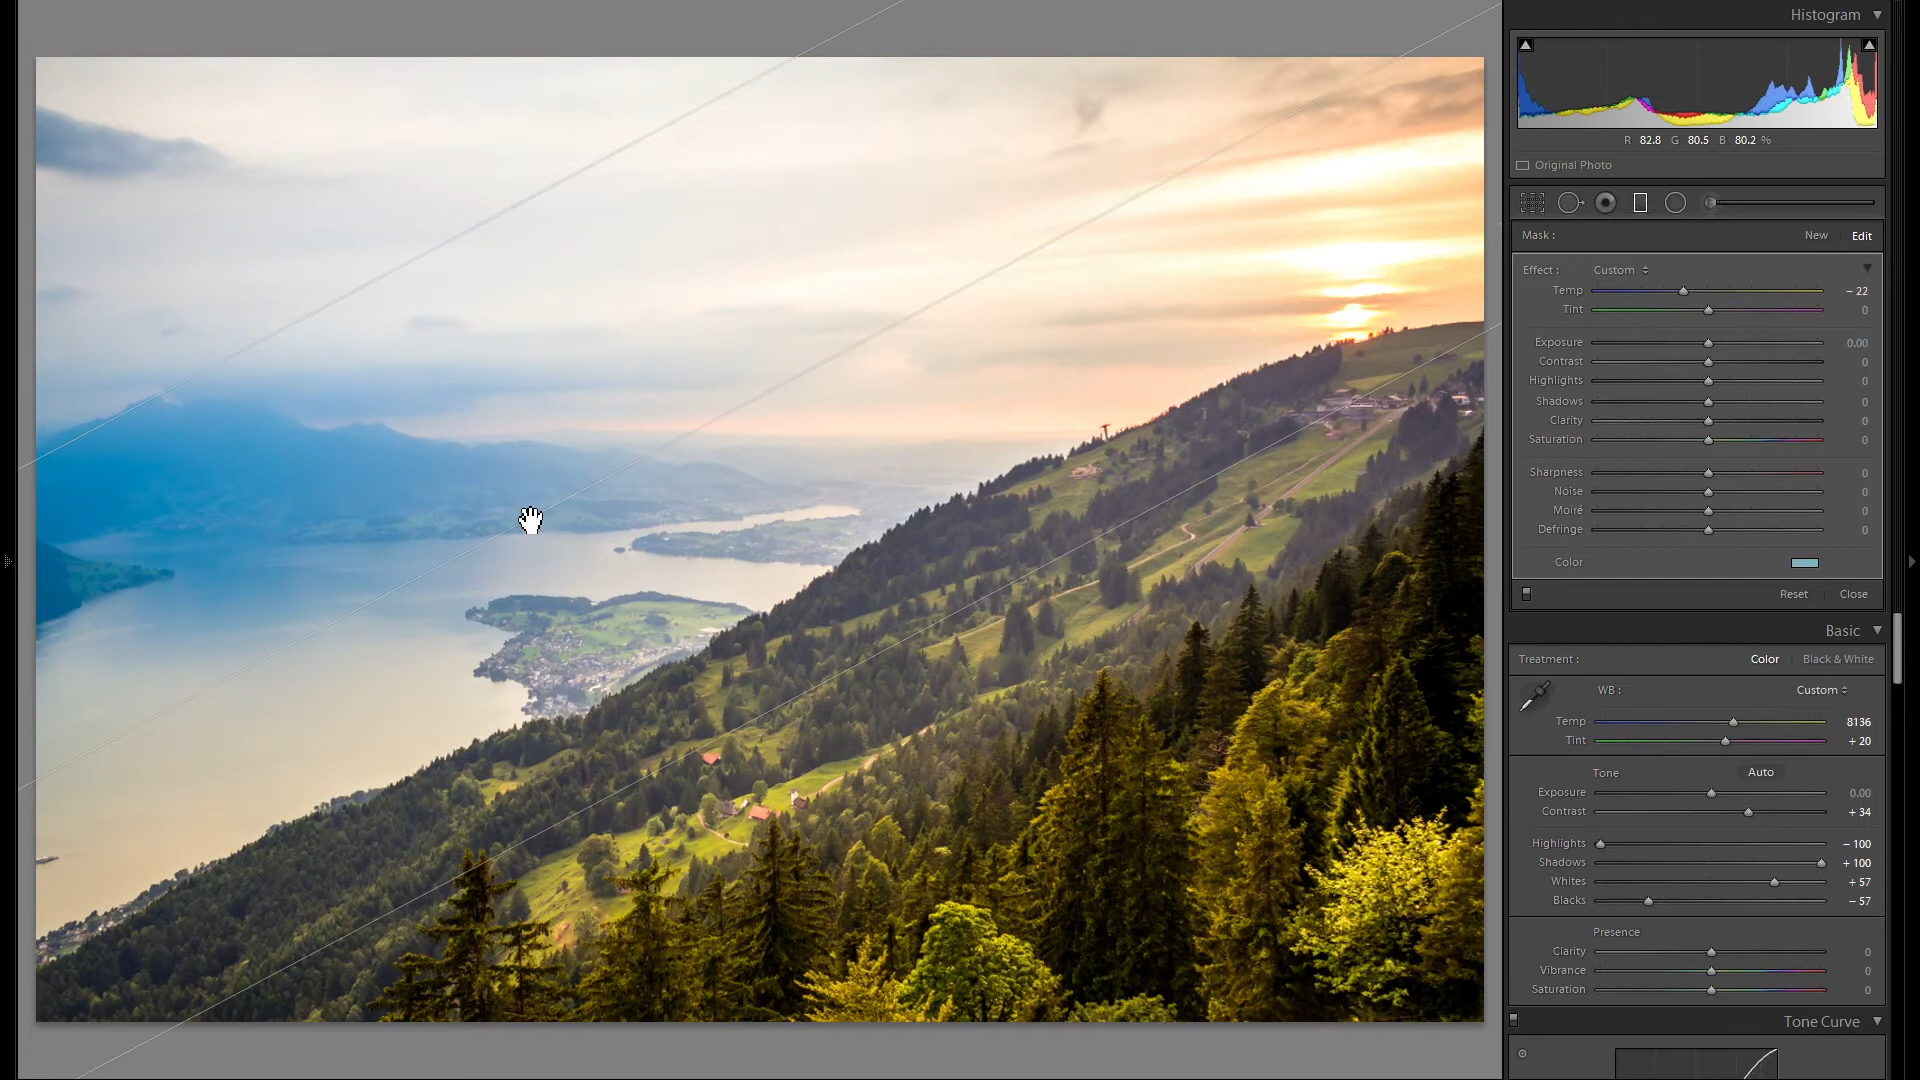 Histogram
R 82.8 G 80.5 B 80.2 %
Original Photo
Mask : New Edit
Effect : Custom
Temp - 22
Tint 0
Exposure 0.00
Contrast 0
Highlights 0
Shadows 0
Clarity 0
Saturation 0
Sharpness 0
Noise 0
Moiré 0
Defringe 0
Color
Reset Close
Basic
Treatment : Color Black & White
WB : Custom
Temp 8136
Tint + 20
Tone Auto
Exposure 0.00
Contrast + 34
Highlights - 100
Shadows + 100
Whites + 57
Blacks - 57
Presence
Clarity 0
Vibrance 0
Saturation 0
Tone Curve